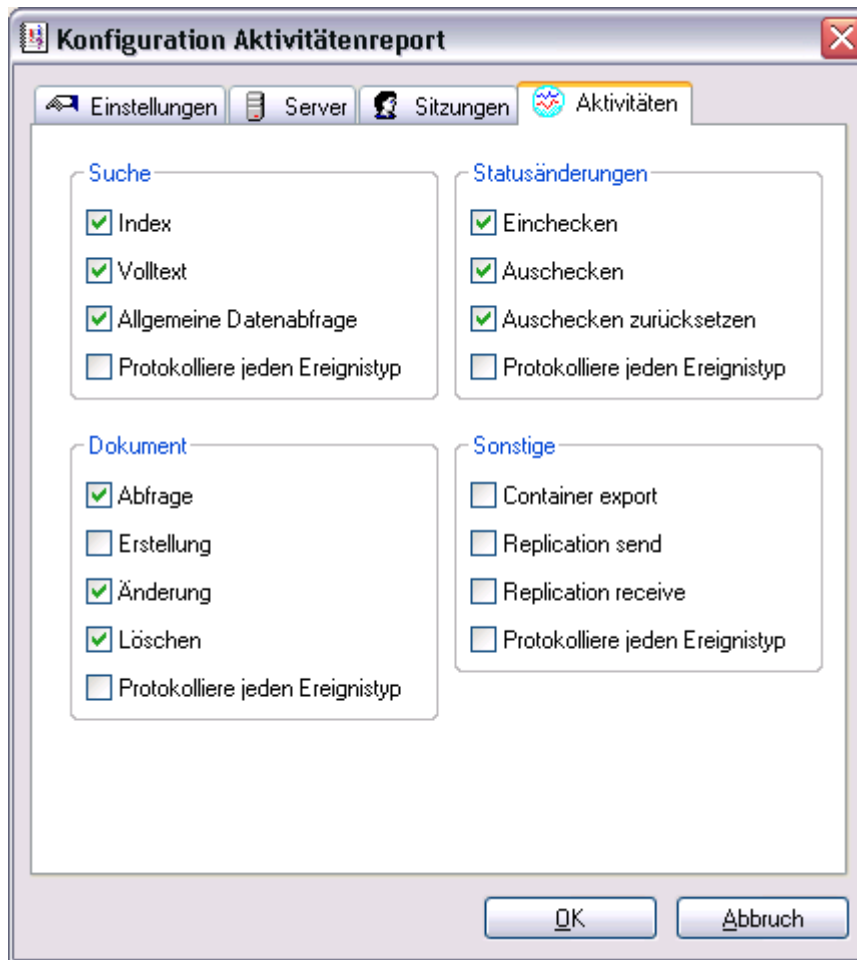 Konfiguration Aktivitätenreport
Einstellungen
Server
Sitzungen
Aktivitäten
Suche
Index
Volltext
Allgemeine Datenabfrage
Protokolliere jeden Ereignistyp
Statusänderungen
Einchecken
Auschecken
Auschecken zurücksetzen
Protokolliere jeden Ereignistyp
Dokument
Abfrage
Erstellung
Änderung
Löschen
Protokolliere jeden Ereignistyp
Sonstige
Container export
Replication send
Replication receive
Protokolliere jeden Ereignistyp
OK
Abbruch